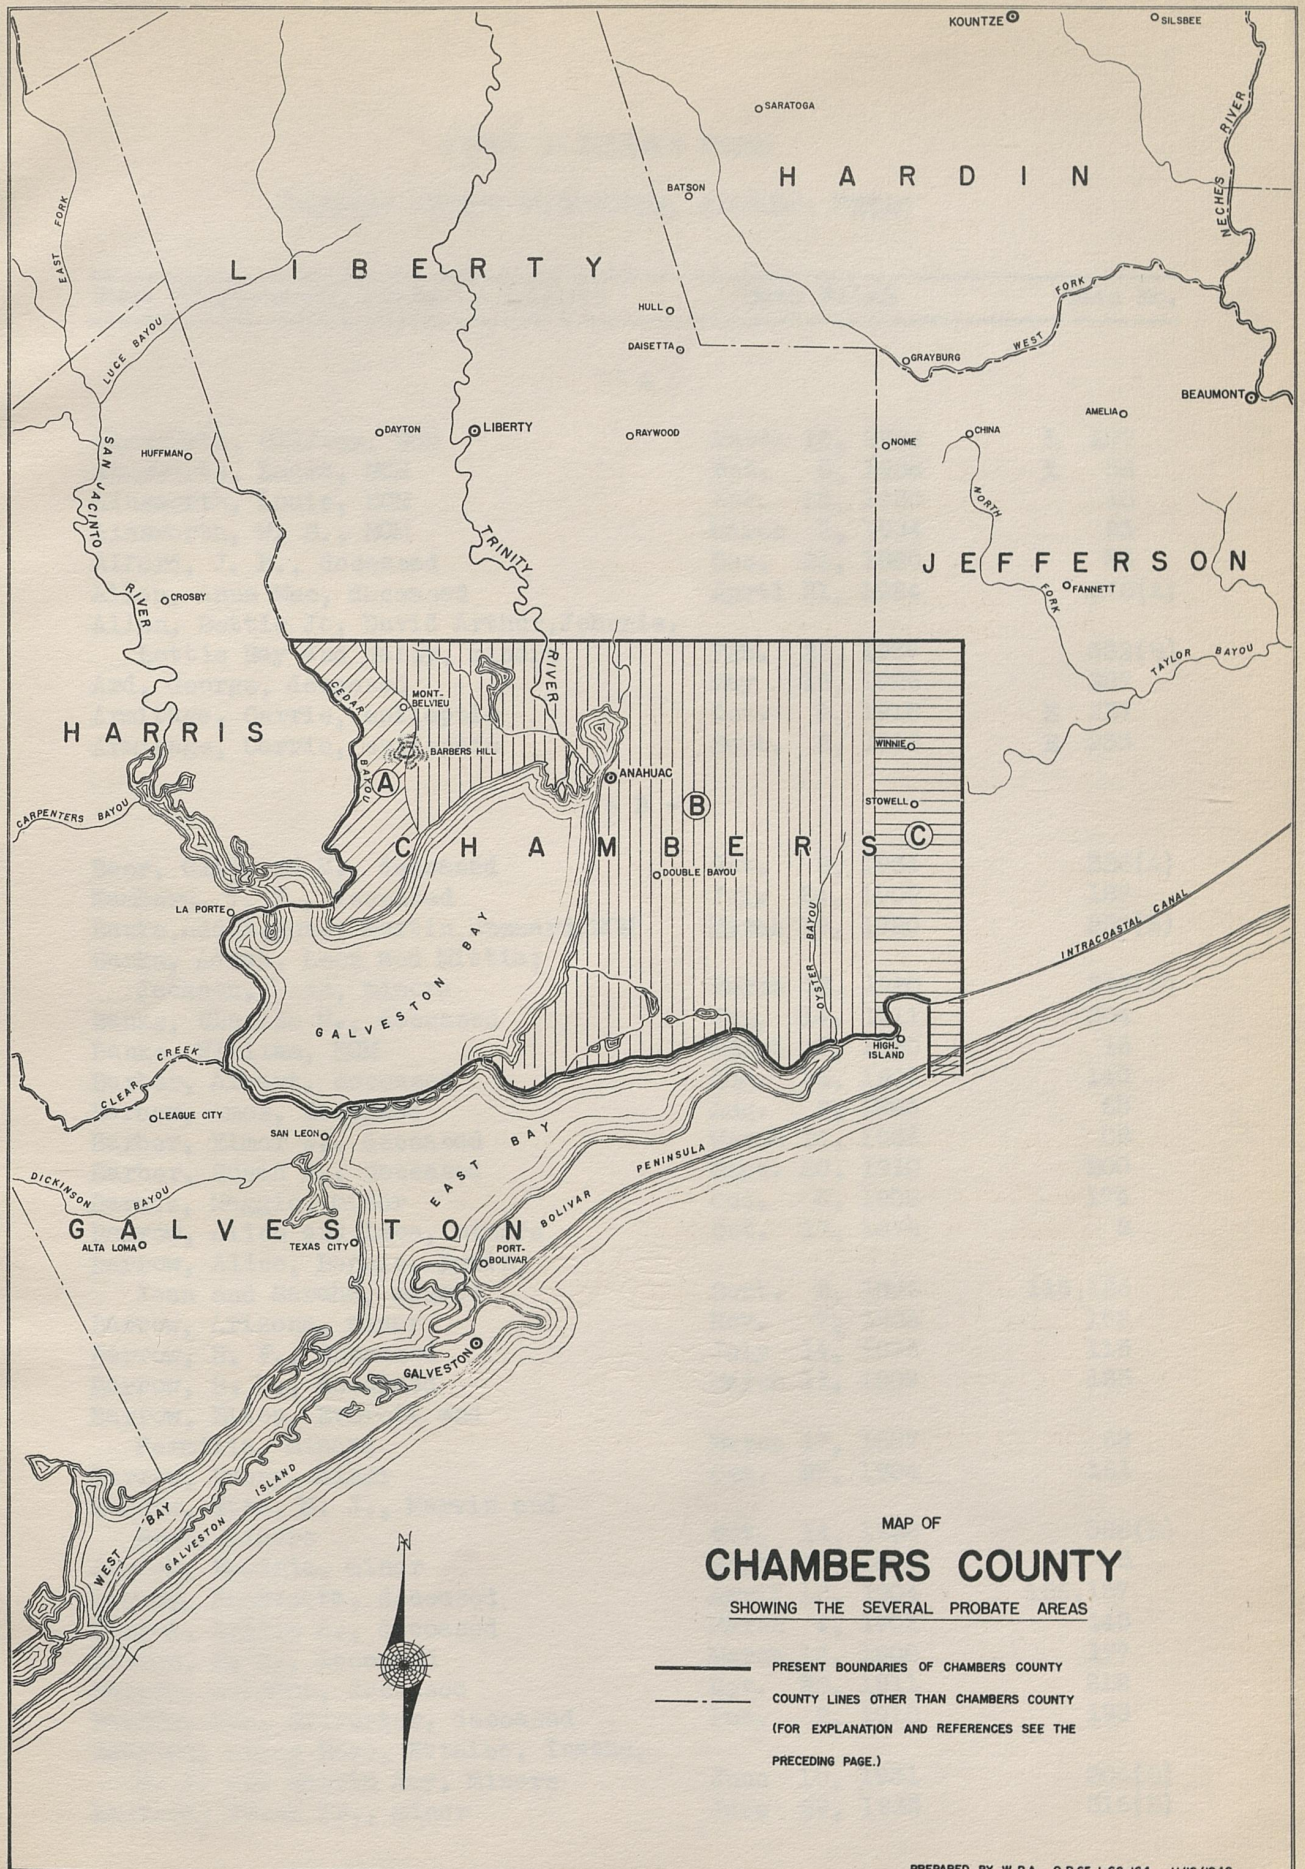 KOUNTZE
SILSBEE
SARATOGA
NECHES RIVER
HARDIN
BATSON
EAST FORK
LIBERTY
HULL
FORK
WEST
LUCE BAYOU
DAISETTA
GRAYBURG
BEAUMONT
AMELIA
DAYTON
LIBERTY
RAYWOOD
NOME
CHINA
HUFFMAN
SAN JACINTO
RIVER
NORTH
FORK
TRINITY
RIVER
JEFFERSON
FANNETT
CROSBY
TAYLOR BAYOU
CEDAR
BAYOU
MONT-
BELVIEU
HARRIS
BARBERS HILL
WINNIE
ANAHUAC
A
B
STOWELL
C
CARPENTERS BAYOU
CHAMBERS
DOUBLE BAYOU
LA PORTE
OYSTER BAYOU
INTRACOASTAL CANAL
GALVESTON BAY
CLEAR CREEK
HIGH
ISLAND
LEAGUE CITY
SAN LEON
EAST BAY
BOLIVAR PENINSULA
DICKINSON BAYOU
GALVESTON
ALTA LOMA
TEXAS CITY
PORT-
BOLIVAR
GALVESTON
WEST BAY
GALVESTON ISLAND
N
MAP OF
CHAMBERS COUNTY
SHOWING THE SEVERAL PROBATE AREAS
PRESENT BOUNDARIES OF CHAMBERS COUNTY
COUNTY LINES OTHER THAN CHAMBERS COUNTY
(FOR EXPLANATION AND REFERENCES SEE THE
PRECEDING PAGE.)
PREPARED BY W.P.A.